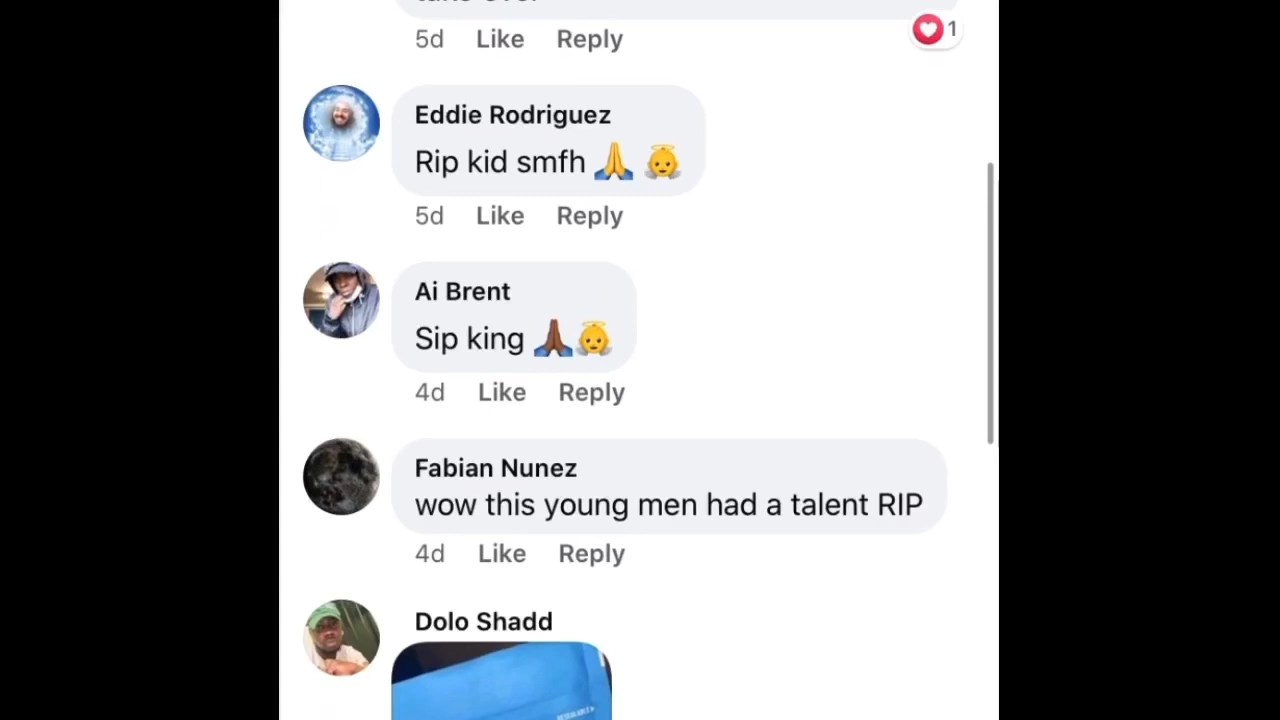 5d Like Reply
1
Eddie Rodriguez
Rip kid smfh 🙏 👼
5d Like Reply
Ai Brent
Sip king 🙏🏾👼
4d Like Reply
Fabian Nunez
wow this young men had a talent RIP
4d Like Reply
Dolo Shadd